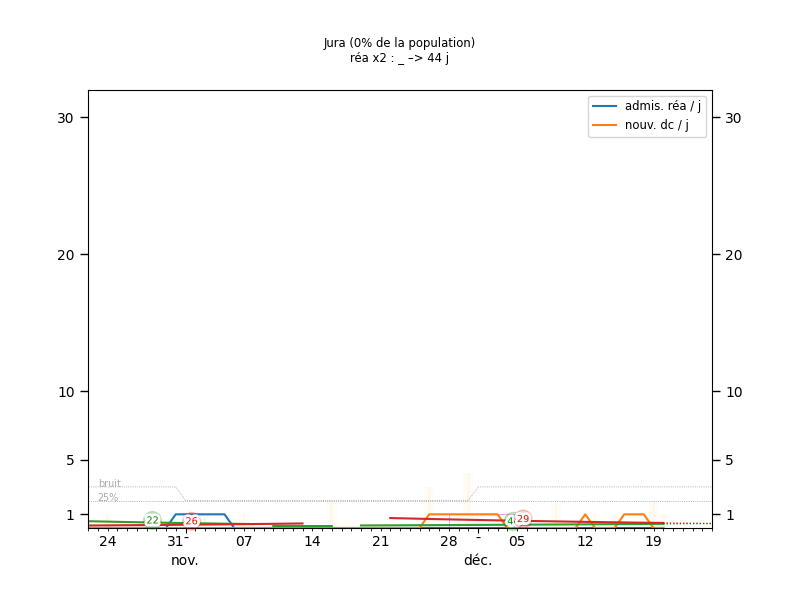 Jura (0% de la population)
réa x2 : _ –> 44 j
admis. réa / j
nouv. dc / j
30 30
20 20
10 10
5 5
bruit
25%
1 1
22 26 29
24 31- 07 14 21 28 - 05 12 19
nov. déc.